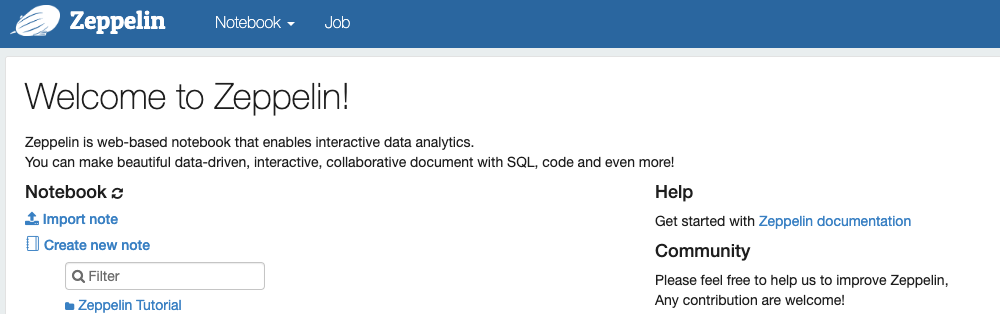 Zeppelin
Notebook
Job
Welcome to Zeppelin!
Zeppelin is web-based notebook that enables interactive data analytics.
You can make beautiful data-driven, interactive, collaborative document with SQL, code and even more!
Notebook
Import note
Create new note
Filter
Zeppelin Tutorial
Help
Get started with Zeppelin documentation
Community
Please feel free to help us to improve Zeppelin,
Any contribution are welcome!